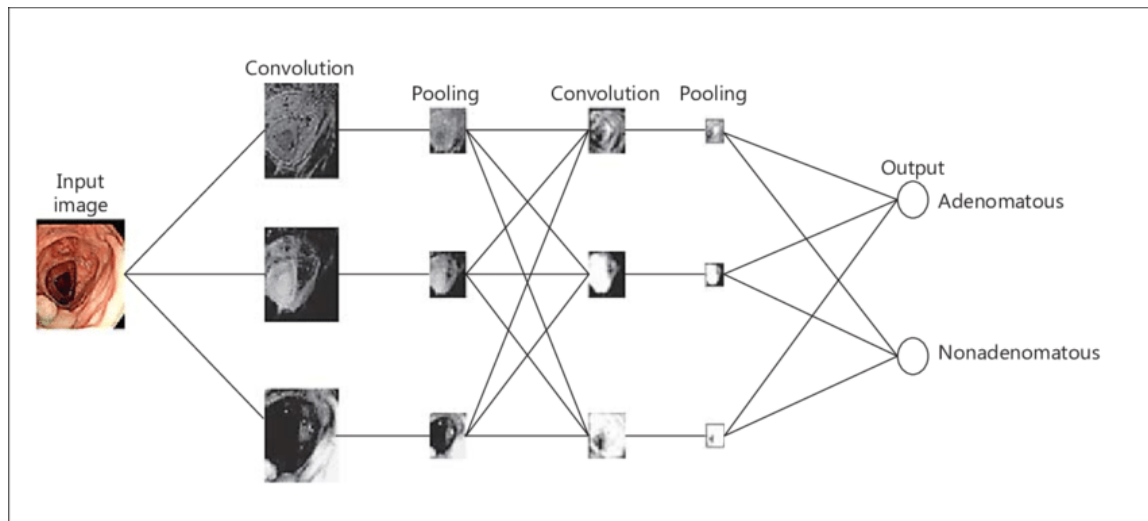 Convolution
Pooling
Convolution
Pooling
Input
image
Output
Adenomatous
Nonadenomatous